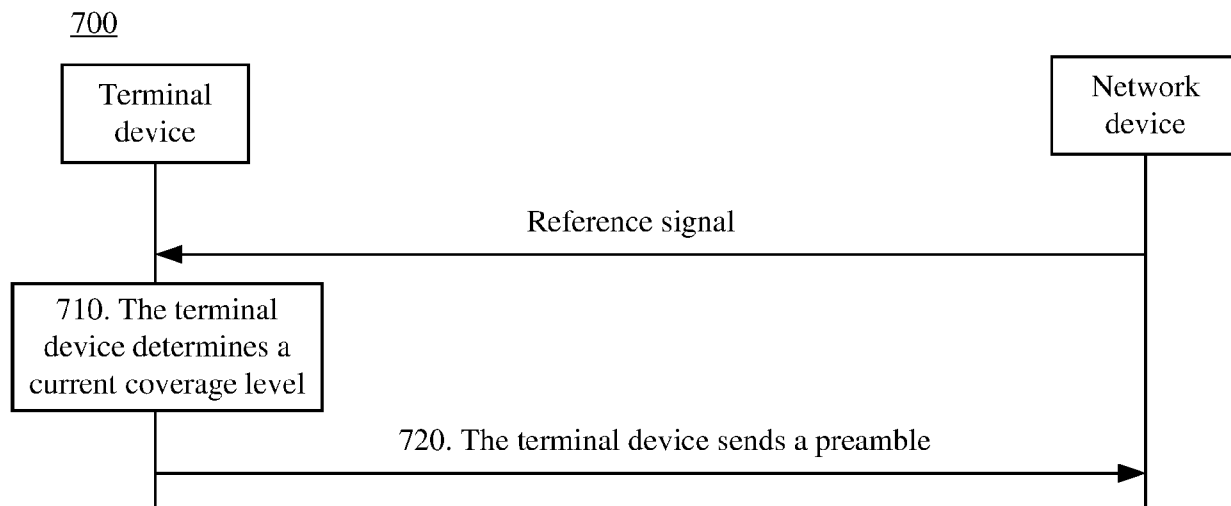 700
Terminal
device
Network
device
Reference signal
710. The terminal
device determines a
current coverage level
720. The terminal device sends a preamble